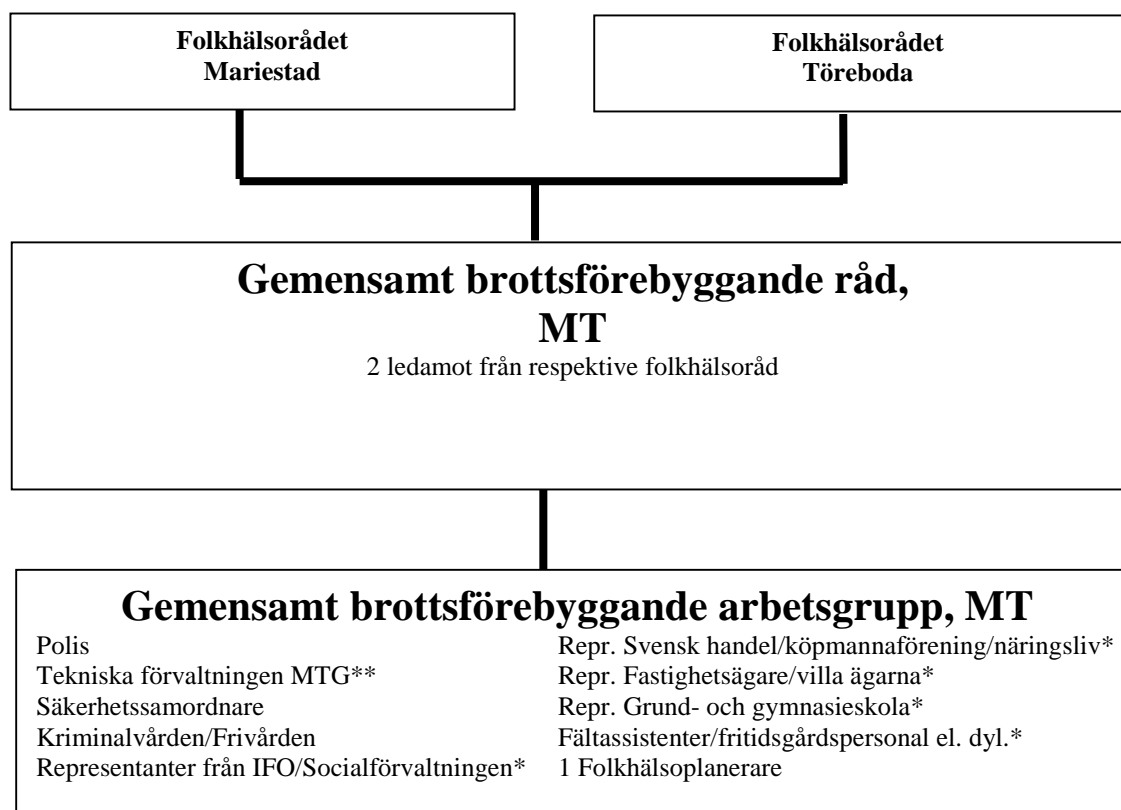 Folkhälsorådet
Mariestad
Folkhälsorådet
Töreboda
Gemensamt brottsförebyggande råd,
MT
2 ledamot från respektive folkhälsoråd
Gemensamt brottsförebyggande arbetsgrupp, MT
Polis
Tekniska förvaltningen MTG**
Säkerhetssamordnare
Kriminalvården/Frivården
Representanter från IFO/Socialförvaltningen*
Repr. Svensk handel/köpmannaförening/näringsliv*
Repr. Fastighetsägare/villa ägarna*
Repr. Grund- och gymnasieskola*
Fältassistenter/fritidsgårdspersonal el. dyl.*
1 Folkhälsoplanerare